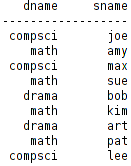 dname sname
---------------------
compsci joe
math amy
compsci max
math sue
drama bob
math kim
drama art
math pat
compsci lee